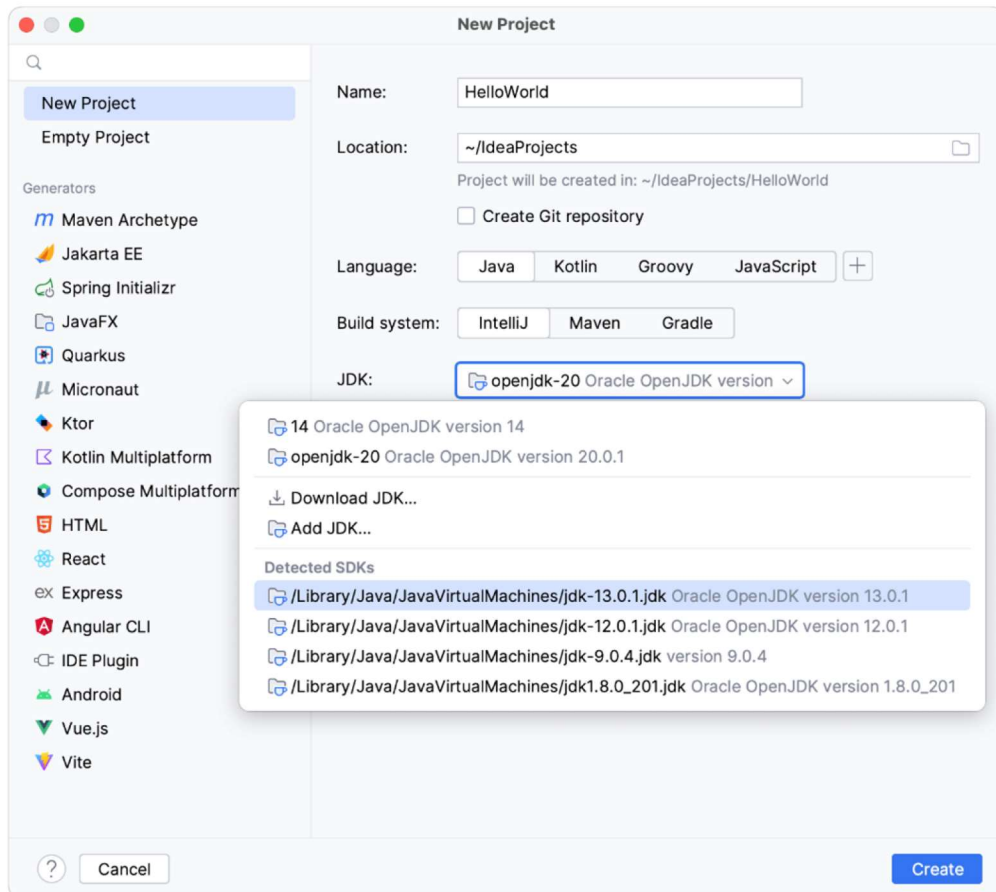 New Project
New Project
Empty Project
Generators
Maven Archetype
Jakarta EE
Spring Initializr
JavaFX
Quarkus
Micronaut
Ktor
Kotlin Multiplatform
Compose Multiplatform
HTML
React
ex Express
Angular CLI
IDE Plugin
Android
Vue.js
Vite
Name: HelloWorld
Location: ~/IdeaProjects
Project will be created in: ~/IdeaProjects/HelloWorld
Create Git repository
Language: Java Kotlin Groovy JavaScript +
Build system: IntelliJ Maven Gradle
JDK: openjdk-20 Oracle OpenJDK version
14 Oracle OpenJDK version 14
openjdk-20 Oracle OpenJDK version 20.0.1
Download JDK...
Add JDK...
Detected SDKs
/Library/Java/JavaVirtualMachines/jdk-13.0.1.jdk Oracle OpenJDK version 13.0.1
/Library/Java/JavaVirtualMachines/jdk-12.0.1.jdk Oracle OpenJDK version 12.0.1
/Library/Java/JavaVirtualMachines/jdk-9.0.4.jdk version 9.0.4
/Library/Java/JavaVirtualMachines/jdk1.8.0_201.jdk Oracle OpenJDK version 1.8.0_201
? Cancel Create